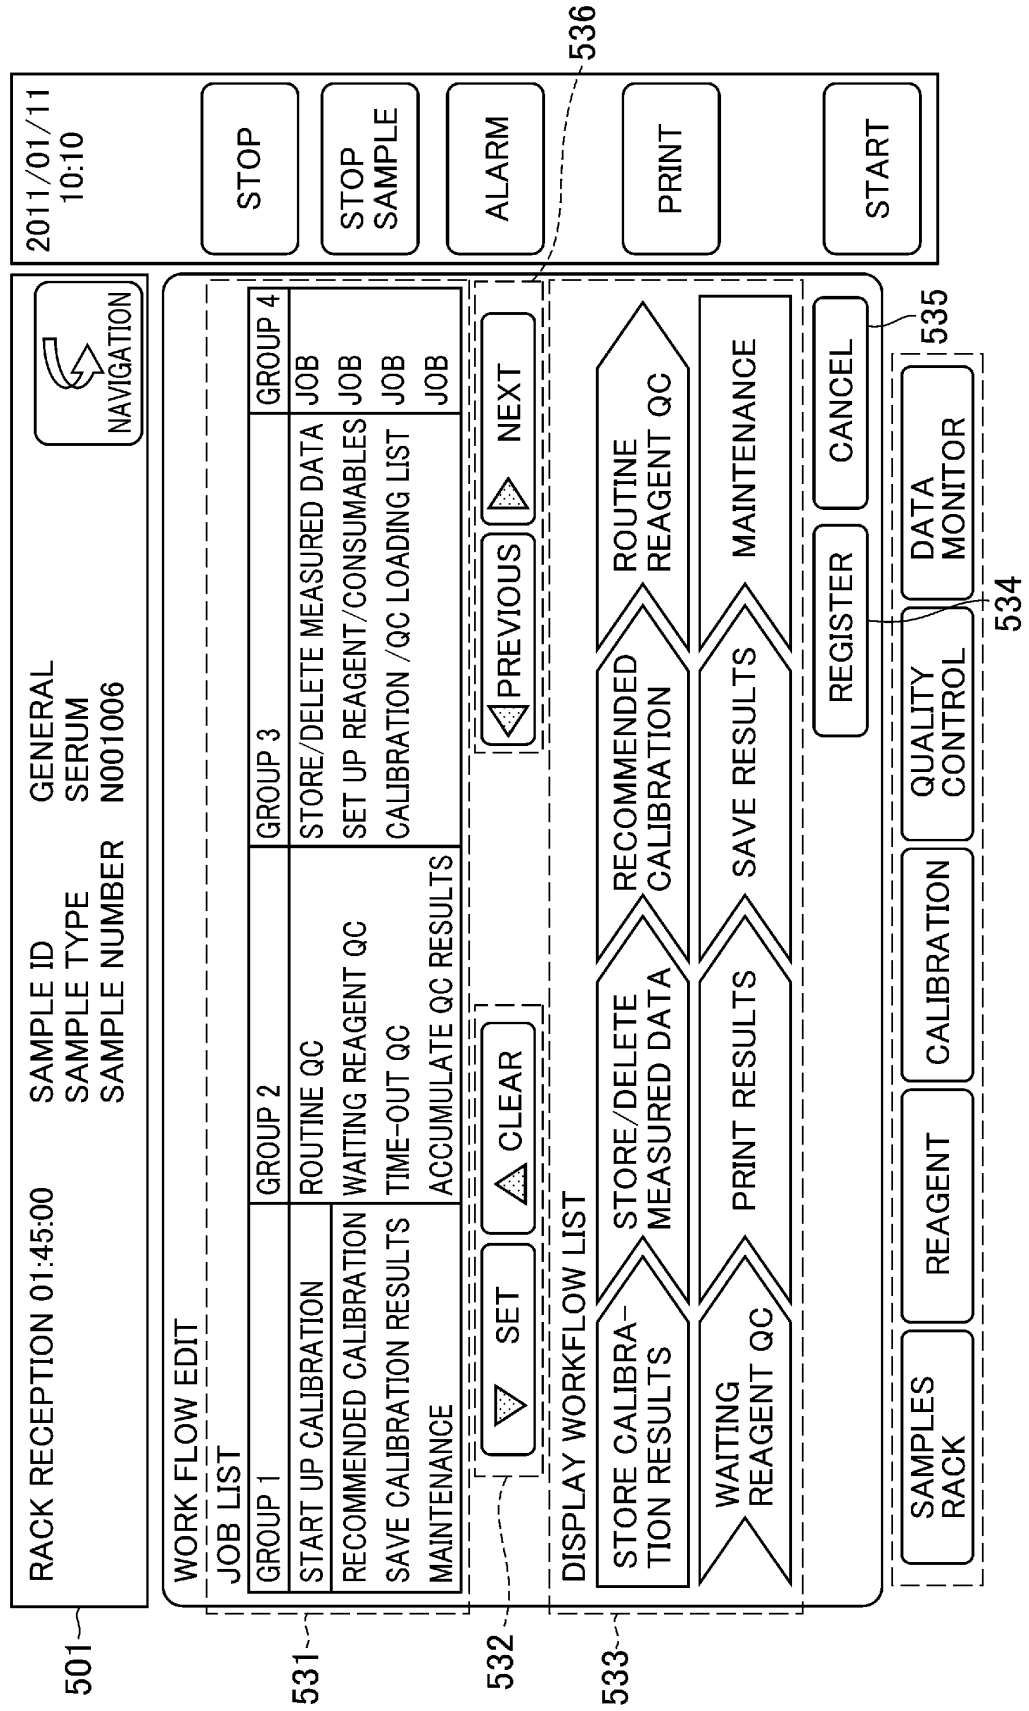 RACK RECEPTION 01:45:00
SAMPLE ID GENERAL
SAMPLE TYPE SERUM
SAMPLE NUMBER N001006
NAVIGATION
2011/01/11
10:10
STOP
STOP
SAMPLE
ALARM
PRINT
START
501
WORK FLOW EDIT
JOB LIST
GROUP 1 GROUP 2 GROUP 3 GROUP 4
START UP CALIBRATION ROUTINE QC STORE/DELETE MEASURED DATA JOB
RECOMMENDED CALIBRATION WAITING REAGENT QC SET UP REAGENT/CONSUMABLES JOB
SAVE CALIBRATION RESULTS TIME-OUT QC CALIBRATION /QC LOADING LIST JOB
MAINTENANCE ACCUMULATE QC RESULTS JOB
531
SET CLEAR PREVIOUS NEXT
532
536
DISPLAY WORKFLOW LIST
STORE CALIBRA-
TION RESULTS
STORE/DELETE
MEASURED DATA
RECOMMENDED
CALIBRATION
ROUTINE
REAGENT QC
WAITING
REAGENT QC
PRINT RESULTS
SAVE RESULTS
MAINTENANCE
533
REGISTER CANCEL
535
SAMPLES
RACK
REAGENT
CALIBRATION
QUALITY
CONTROL
DATA
MONITOR
534